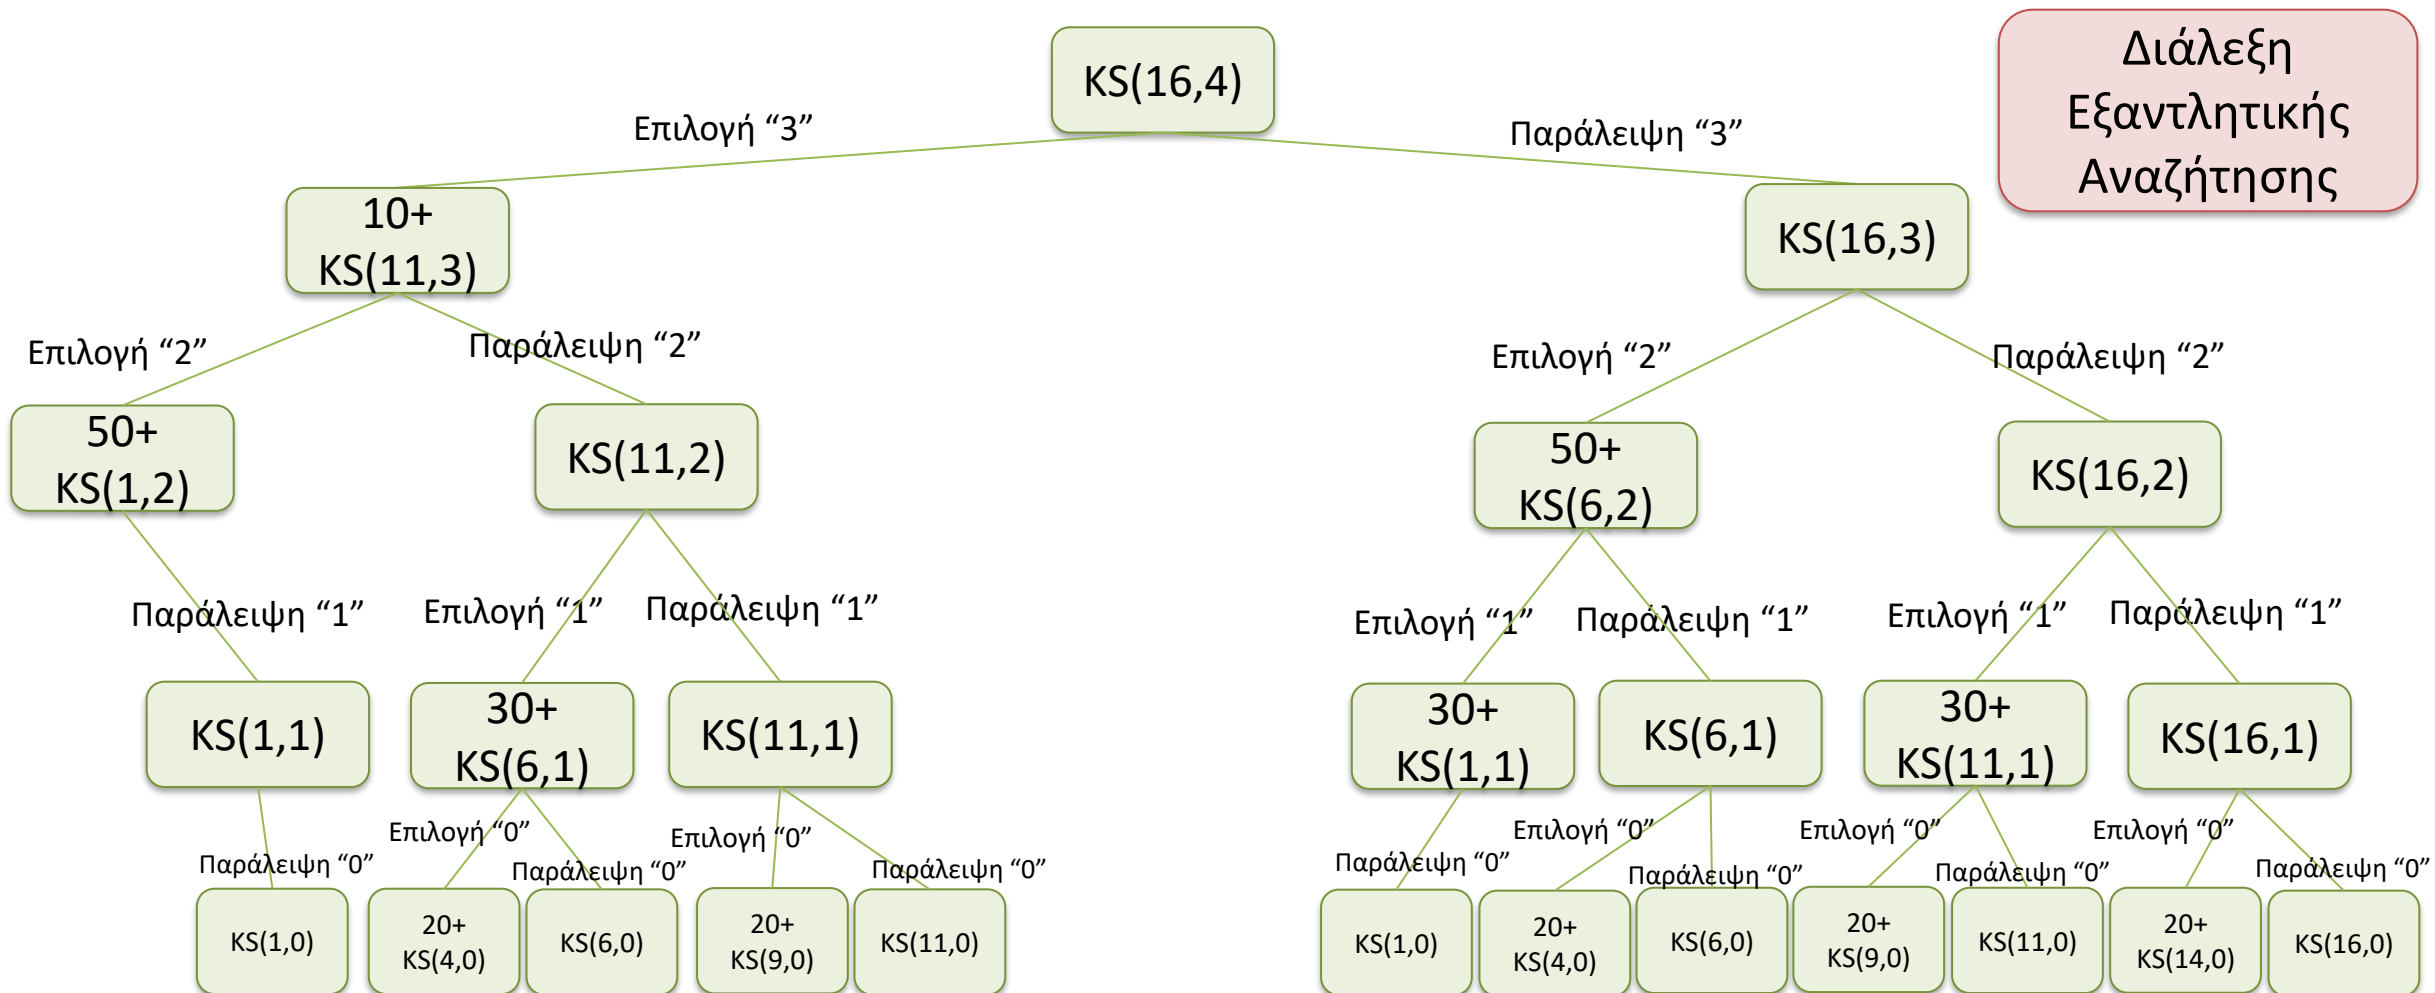 Διάλεξη
Εξαντλητικής
Αναζήτησης
KS(16,4)
Επιλογή “3”
Παράλειψη “3”
10+
KS(11,3)
KS(16,3)
Επιλογή “2”
Παράλειψη “2”
Επιλογή “2”
Παράλειψη “2”
50+
KS(1,2)
KS(11,2)
50+
KS(6,2)
KS(16,2)
Παράλειψη “1”
Επιλογή “1”
Παράλειψη “1”
Επιλογή “1”
Παράλειψη “1”
Επιλογή “1”
Παράλειψη “1”
KS(1,1)
30+
KS(6,1)
KS(11,1)
30+
KS(1,1)
KS(6,1)
30+
KS(11,1)
KS(16,1)
Παράλειψη “0”
Επιλογή “0”
Παράλειψη “0”
Επιλογή “0”
Παράλειψη “0”
Παράλειψη “0”
Επιλογή “0”
Παράλειψη “0”
Επιλογή “0”
Παράλειψη “0”
Επιλογή “0”
Παράλειψη “0”
KS(1,0)
20+
KS(4,0)
KS(6,0)
20+
KS(9,0)
KS(11,0)
KS(1,0)
20+
KS(4,0)
KS(6,0)
20+
KS(9,0)
KS(11,0)
20+
KS(14,0)
KS(16,0)